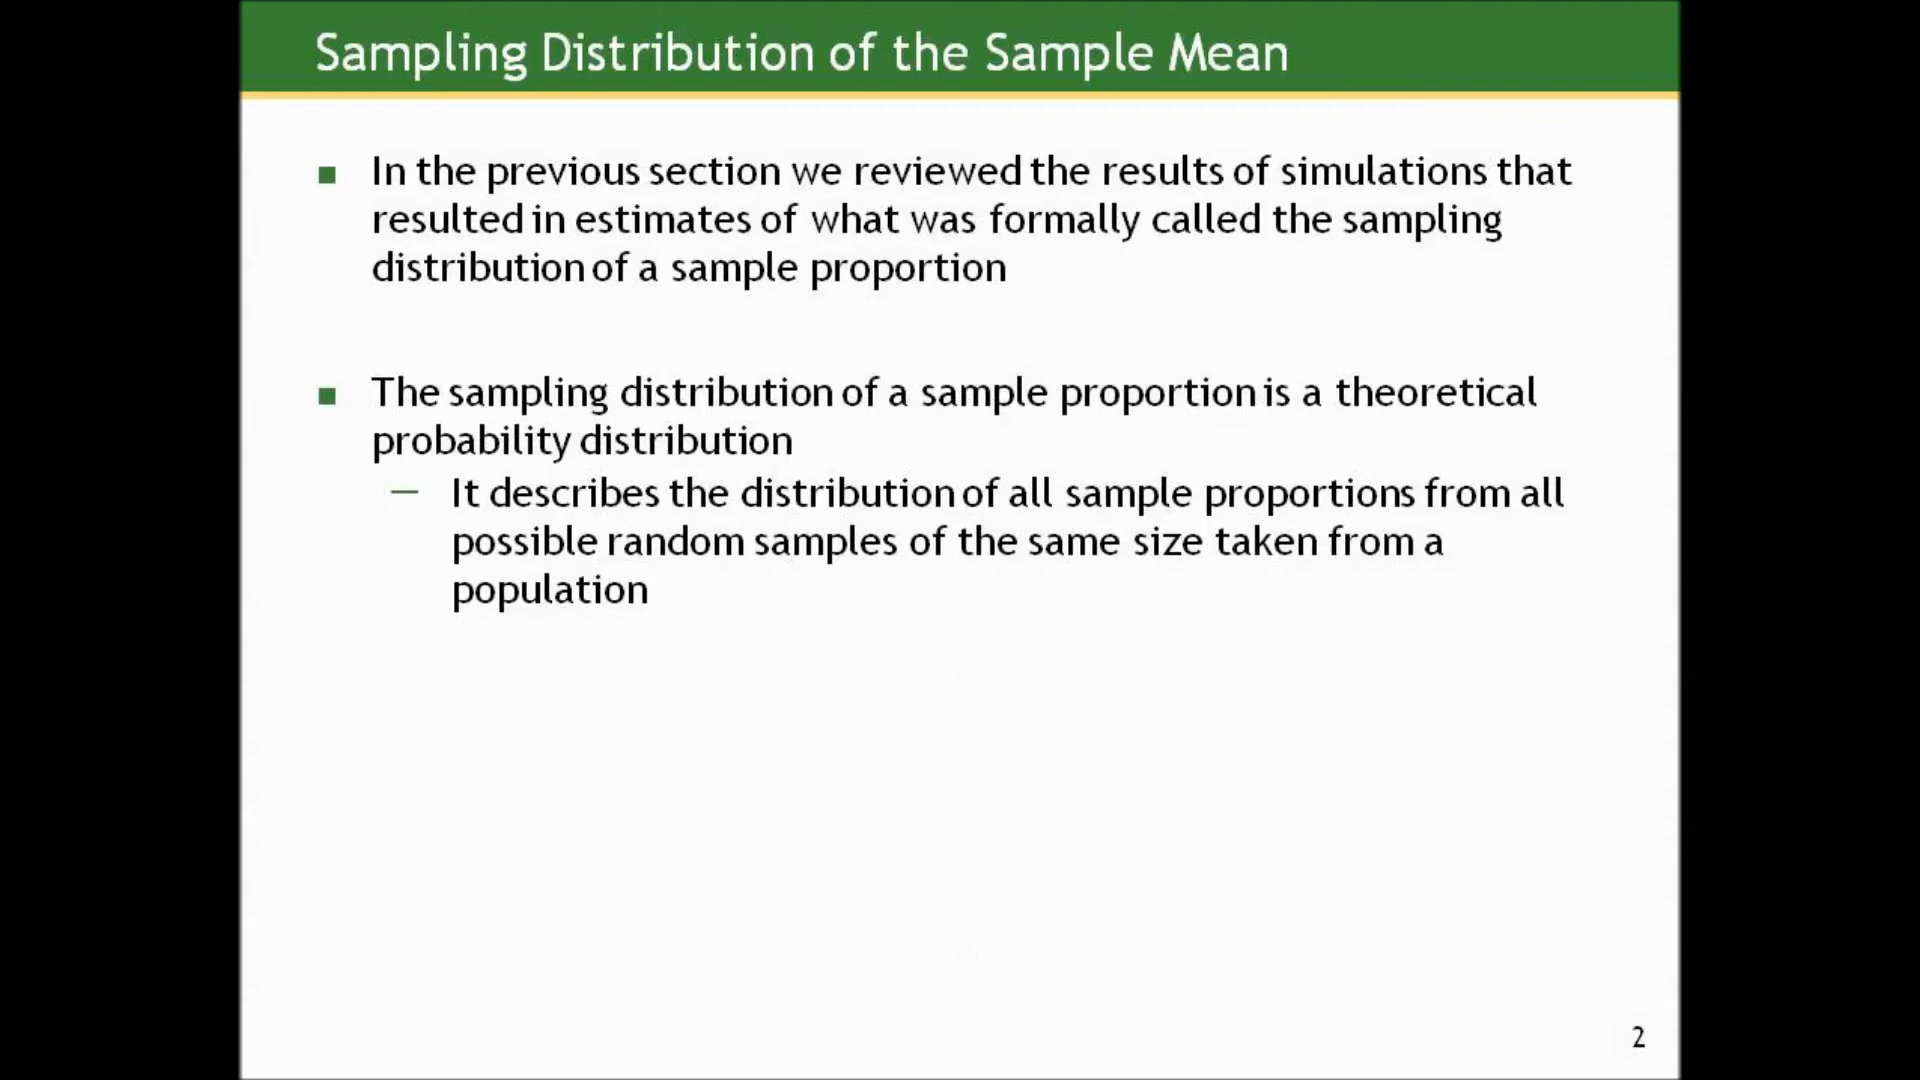 Sampling Distribution of the Sample Mean
In the previous section we reviewed the results of simulations that
resulted in estimates of what was formally called the sampling
distribution of a sample proportion
The sampling distribution of a sample proportion is a theoretical
probability distribution
— It describes the distribution of all sample proportions from all
possible random samples of the same size taken from a
population
2